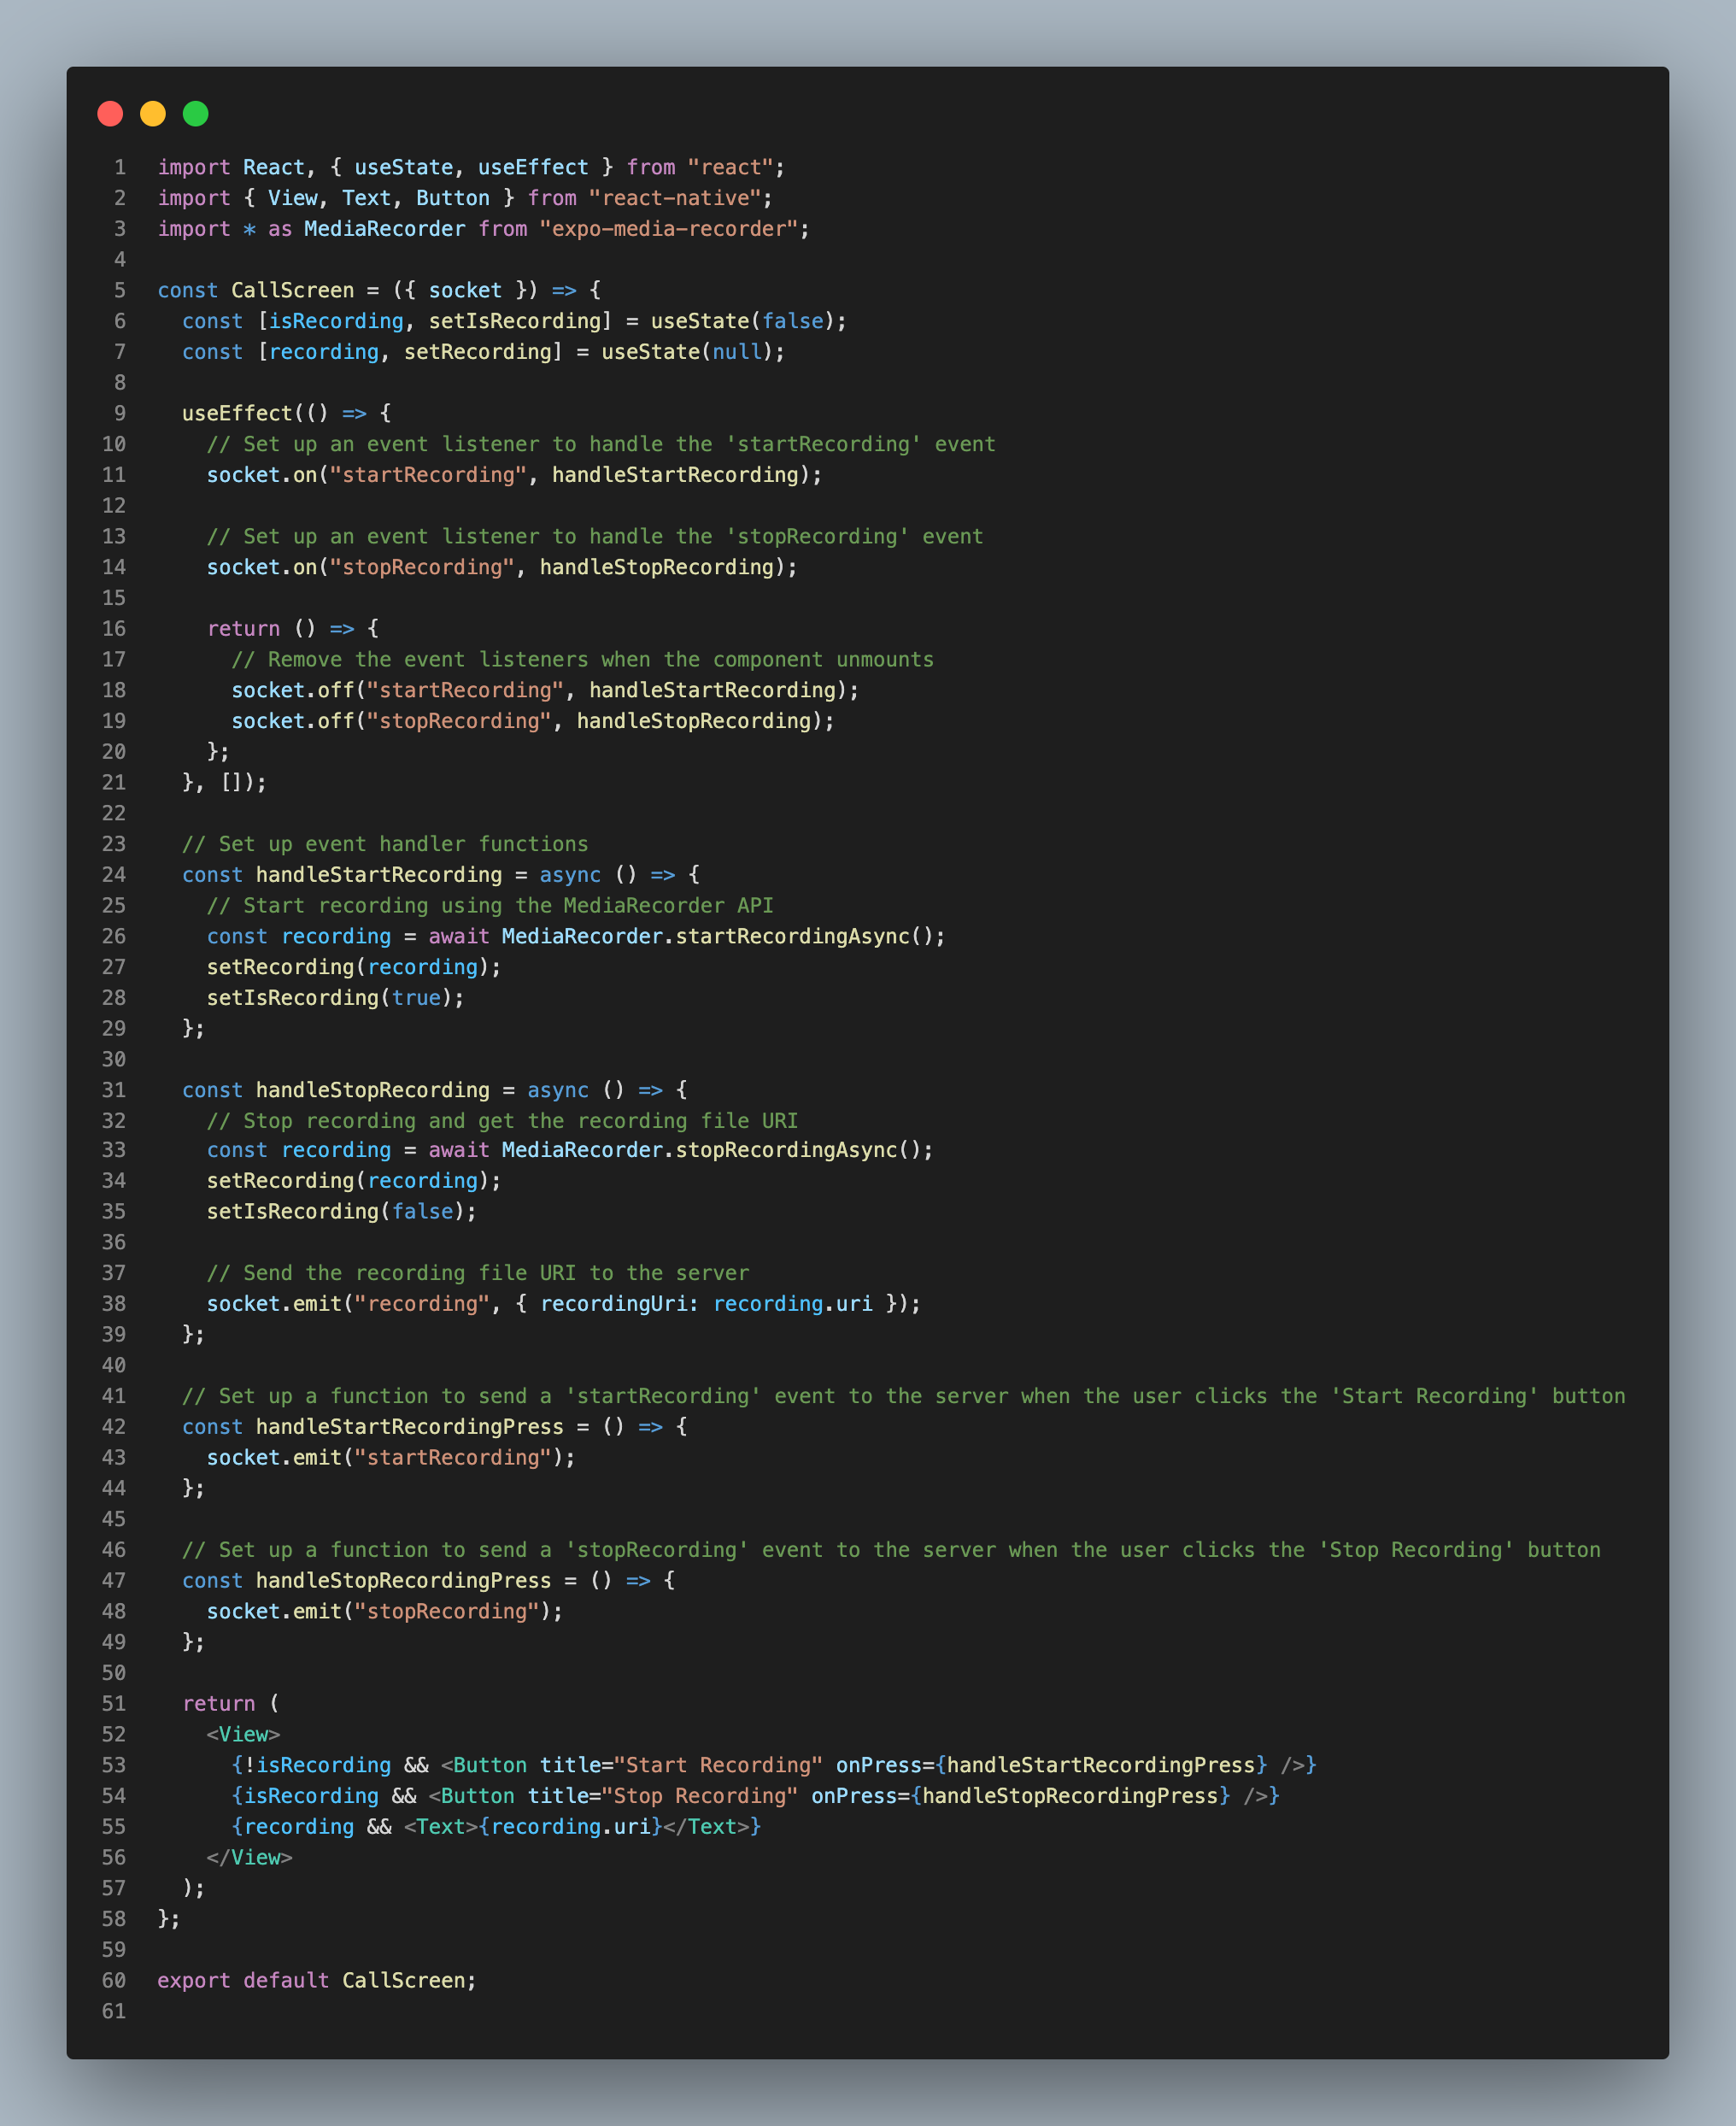 1 import React, { useState, useEffect } from "react";
2 import { View, Text, Button } from "react-native";
3 import * as MediaRecorder from "expo-media-recorder";
4
5 const CallScreen = ({ socket }) => {
6   const [isRecording, setIsRecording] = useState(false);
7   const [recording, setRecording] = useState(null);
8
9   useEffect(() => {
10     // Set up an event listener to handle the 'startRecording' event
11     socket.on("startRecording", handleStartRecording);
12
13     // Set up an event listener to handle the 'stopRecording' event
14     socket.on("stopRecording", handleStopRecording);
15
16     return () => {
17       // Remove the event listeners when the component unmounts
18       socket.off("startRecording", handleStartRecording);
19       socket.off("stopRecording", handleStopRecording);
20     };
21   }, []);
22
23   // Set up event handler functions
24   const handleStartRecording = async () => {
25     // Start recording using the MediaRecorder API
26     const recording = await MediaRecorder.startRecordingAsync();
27     setRecording(recording);
28     setIsRecording(true);
29   };
30
31   const handleStopRecording = async () => {
32     // Stop recording and get the recording file URI
33     const recording = await MediaRecorder.stopRecordingAsync();
34     setRecording(recording);
35     setIsRecording(false);
36
37     // Send the recording file URI to the server
38     socket.emit("recording", { recordingUri: recording.uri });
39   };
40
41   // Set up a function to send a 'startRecording' event to the server when the user clicks the 'Start Recording' button
42   const handleStartRecordingPress = () => {
43     socket.emit("startRecording");
44   };
45
46   // Set up a function to send a 'stopRecording' event to the server when the user clicks the 'Stop Recording' button
47   const handleStopRecordingPress = () => {
48     socket.emit("stopRecording");
49   };
50
51   return (
52     <View>
53       {!isRecording && <Button title="Start Recording" onPress={handleStartRecordingPress} />}
54       {isRecording && <Button title="Stop Recording" onPress={handleStopRecordingPress} />}
55       {recording && <Text>{recording.uri}</Text>}
56     </View>
57   );
58 };
59
60 export default CallScreen;
61